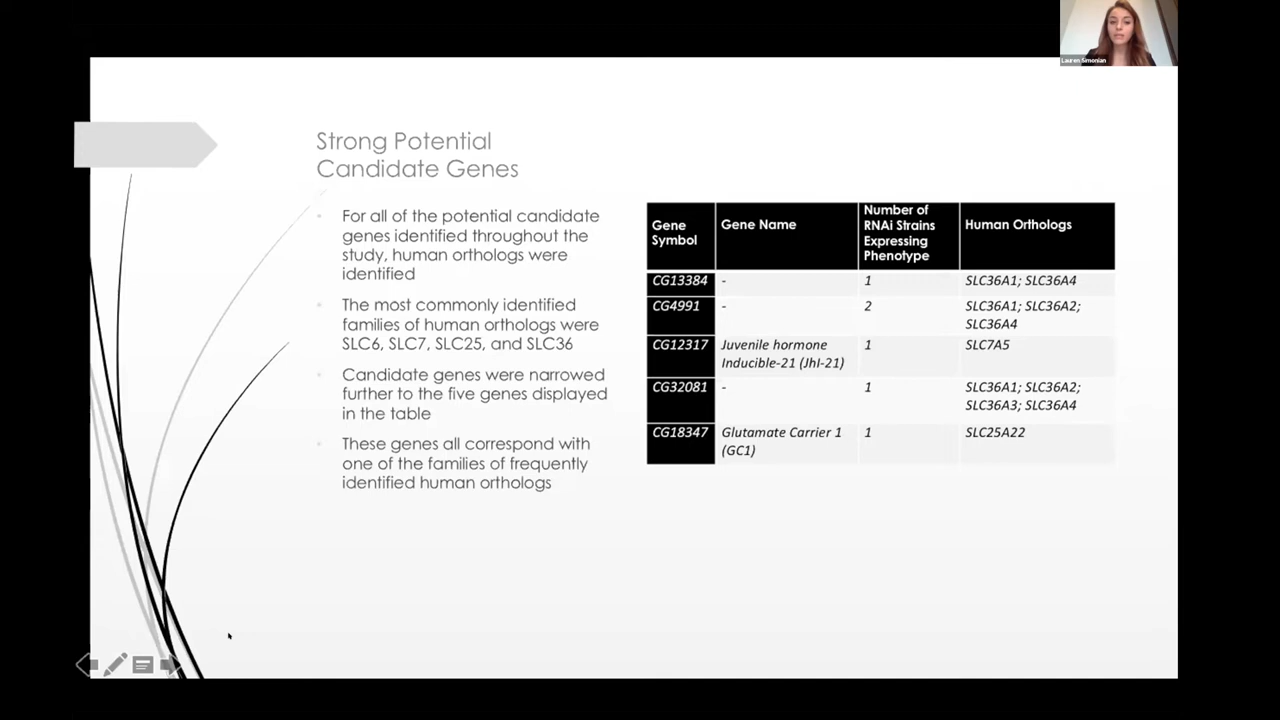 Lauren Simonian
Strong Potential
Candidate Genes
For all of the potential candidate
genes identified throughout the
study, human orthologs were
identified
The most commonly identified
families of human orthologs were
SLC6, SLC7, SLC25, and SLC36
Candidate genes were narrowed
further to the five genes displayed
in the table
These genes all correspond with
one of the families of frequently
identified human orthologs
Gene
Symbol
Gene Name
Number of
RNAi Strains
Expressing
Phenotype
Human Orthologs
CG13384 - 1 SLC36A1; SLC36A4
CG4991 - 2 SLC36A1; SLC36A2;
SLC36A4
CG12317 Juvenile hormone 1 SLC7A5
Inducible-21 (JhI-21)
CG32081 - 1 SLC36A1; SLC36A2;
SLC36A3; SLC36A4
CG18347 Glutamate Carrier 1 1 SLC25A22
(GC1)